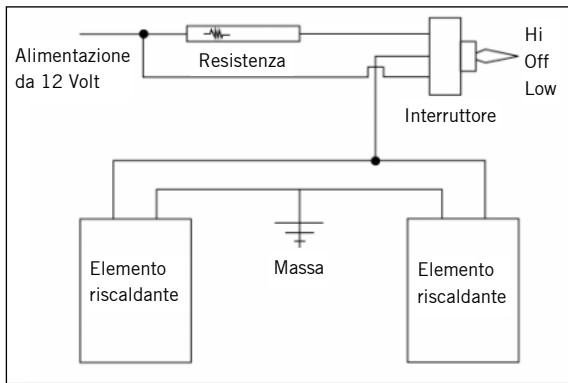 Alimentazione
da 12 Volt
Resistenza
Hi
Off
Low
Interruttore
Elemento
riscaldante
Massa
Elemento
riscaldante